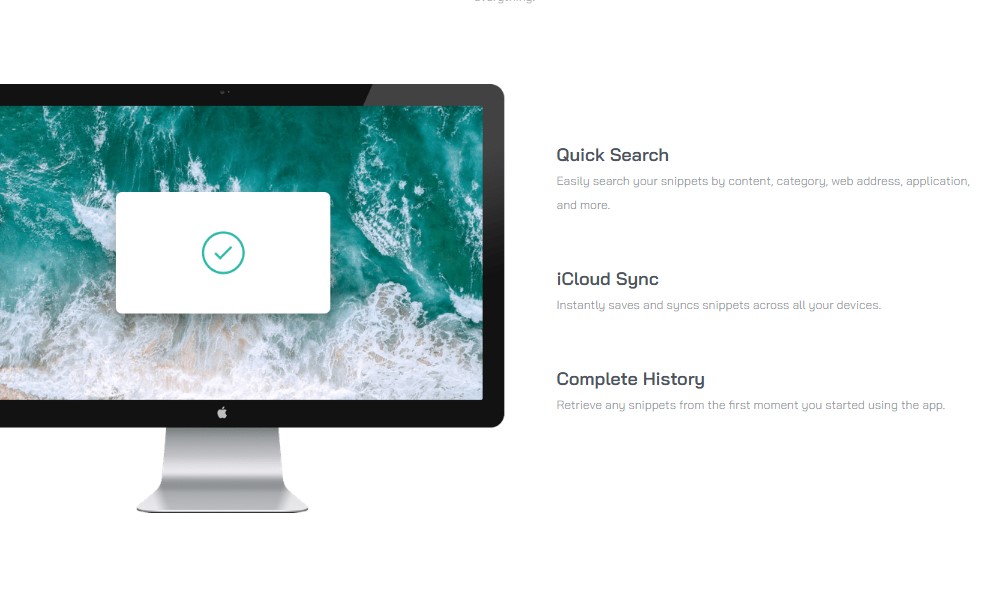 Quick Search
Easily search your snippets by content, category, web address, application,
and more.
iCloud Sync
Instantly saves and syncs snippets across all your devices.
Complete History
Retrieve any snippets from the first moment you started using the app.